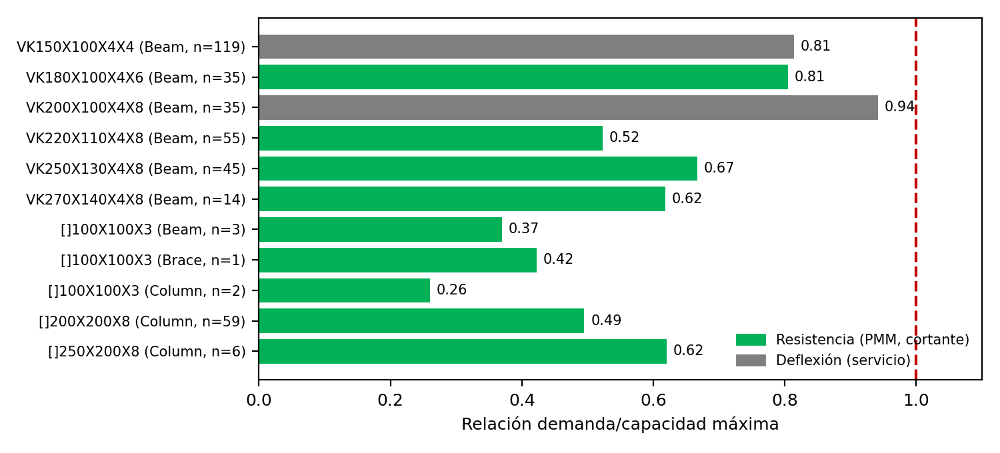 VK150X100X4X4 (Beam, n=119) 0.81
VK180X100X4X6 (Beam, n=35) 0.81
VK200X100X4X8 (Beam, n=35) 0.94
VK220X110X4X8 (Beam, n=55) 0.52
VK250X130X4X8 (Beam, n=45) 0.67
VK270X140X4X8 (Beam, n=14) 0.62
[]100X100X3 (Beam, n=3) 0.37
[]100X100X3 (Brace, n=1) 0.42
[]100X100X3 (Column, n=2) 0.26
[]200X200X8 (Column, n=59) 0.49
[]250X200X8 (Column, n=6) 0.62
Resistencia (PMM, cortante)
Deflexión (servicio)
0.0 0.2 0.4 0.6 0.8 1.0
Relación demanda/capacidad máxima